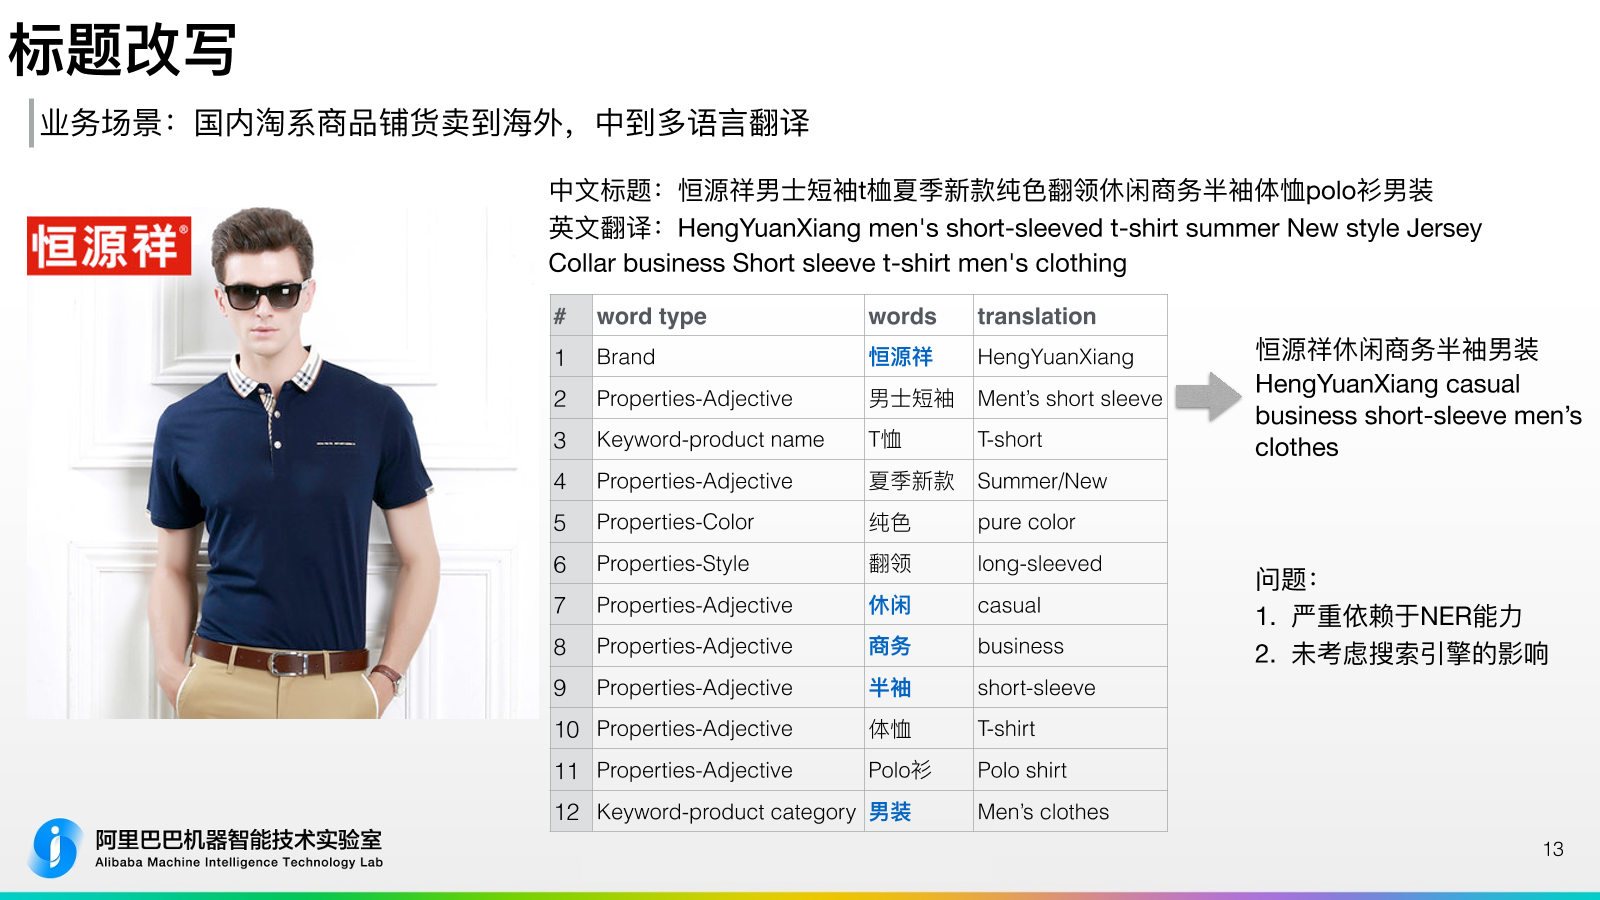 标题改写
业务场景：国内淘系商品铺货卖到海外，中到多语言翻译
恒源祥®
中文标题：恒源祥男士短袖t桖夏季新款纯色翻领休闲商务半袖体恤polo衫男装
英文翻译：HengYuanXiang men's short-sleeved t-shirt summer New style Jersey
Collar business Short sleeve t-shirt men's clothing
# word type words translation
1 Brand 恒源祥 HengYuanXiang
2 Properties-Adjective 男士短袖 Ment’s short sleeve
3 Keyword-product name T恤 T-short
4 Properties-Adjective 夏季新款 Summer/New
5 Properties-Color 纯色 pure color
6 Properties-Style 翻领 long-sleeved
7 Properties-Adjective 休闲 casual
8 Properties-Adjective 商务 business
9 Properties-Adjective 半袖 short-sleeve
10 Properties-Adjective 体恤 T-shirt
11 Properties-Adjective Polo衫 Polo shirt
12 Keyword-product category 男装 Men’s clothes
恒源祥休闲商务半袖男装
HengYuanXiang casual
business short-sleeve men’s
clothes
问题：
1. 严重依赖于NER能力
2. 未考虑搜索引擎的影响
阿里巴巴机器智能技术实验室
Alibaba Machine Intelligence Technology Lab
13